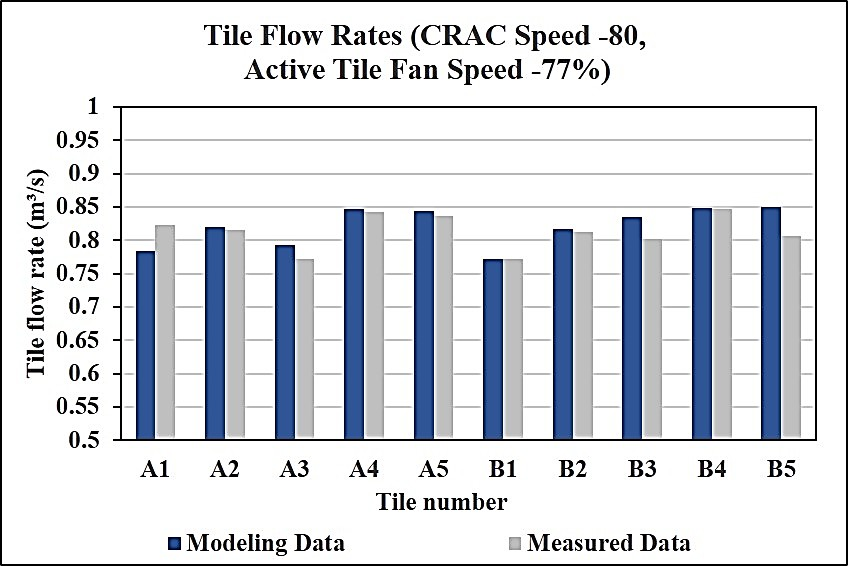 Tile Flow Rates (CRAC Speed -80,
Active Tile Fan Speed -77%)
Tile flow rate (m³/s)
1
0.95
0.9
0.85
0.8
0.75
0.7
0.65
0.6
0.55
0.5
A1 A2 A3 A4 A5 B1 B2 B3 B4 B5
Tile number
Modeling Data Measured Data